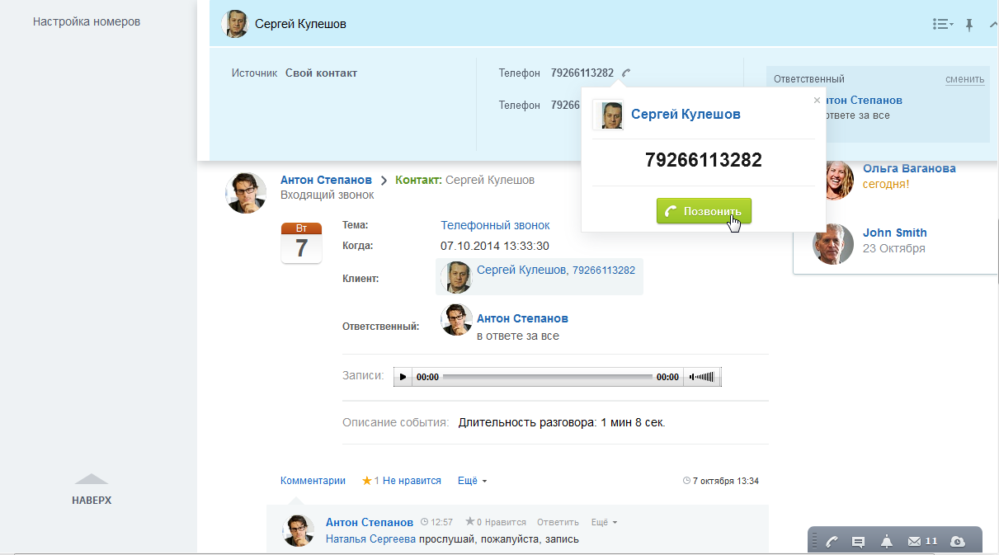 Настройка номеров
Сергей Кулешов
Источник Свой контакт
Телефон 79266113282
Телефон 79266
Ответственный сменить
Антон Степанов
ответе за все
Сергей Кулешов
79266113282
Позвонить
Ольга Ваганова
сегодня!
John Smith
23 Октября
Антон Степанов Контакт: Сергей Кулешов
Входящий звонок
Вт
7
Тема: Телефонный звонок
Когда: 07.10.2014 13:33:30
Клиент: Сергей Кулешов, 79266113282
Ответственный: Антон Степанов
в ответе за все
Записи: 00:00 00:00
Описание события: Длительность разговора: 1 мин 8 сек.
Комментарии 1 Не нравится Ещё 7 октября 13:34
Антон Степанов 12:57 0 Нравится Ответить Ещё
Наталья Сергеева прослушай, пожалуйста, запись
НАВЕРХ
11